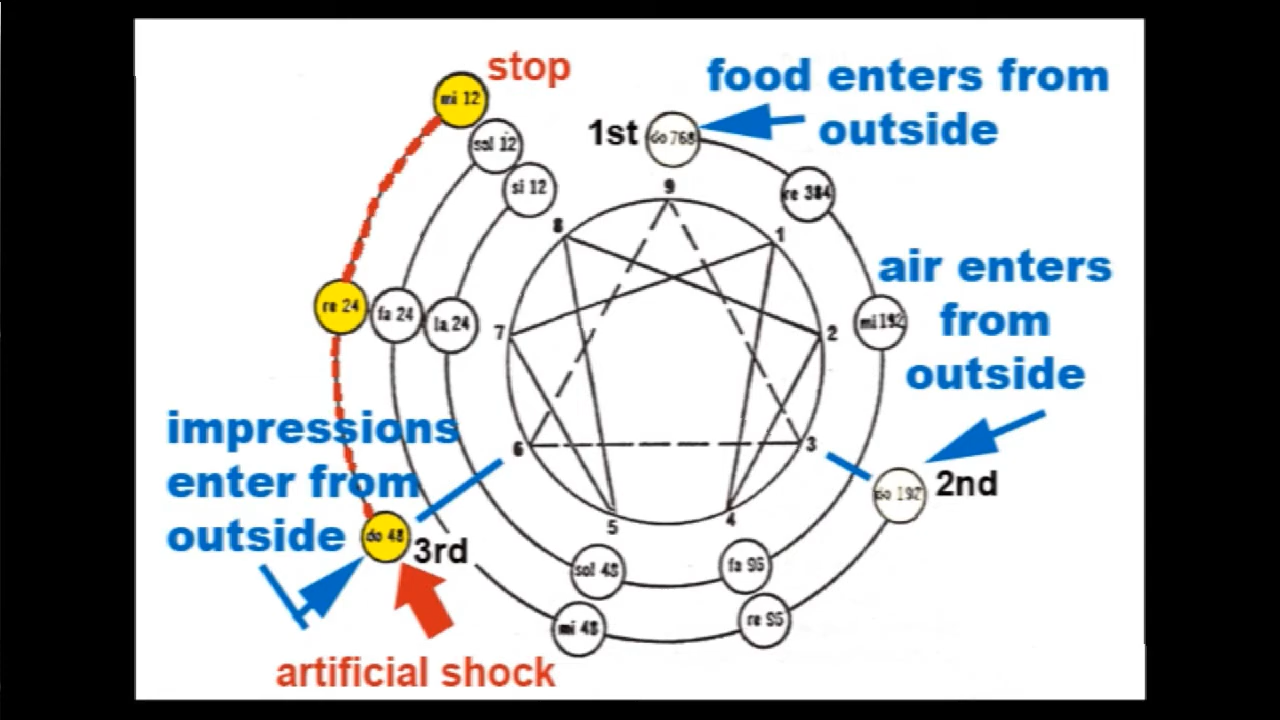 stop
food enters from
outside
1st
mi 12
do 768
sol 12
si 12
re 384
9
8
1
air enters
from
outside
re 24
fa 24
la 24
mi 192
7
2
impressions
enter from
outside
6
3
2nd
do 192
do 48
3rd
5
4
sol 48
fa 96
mi 48
re 96
artificial shock